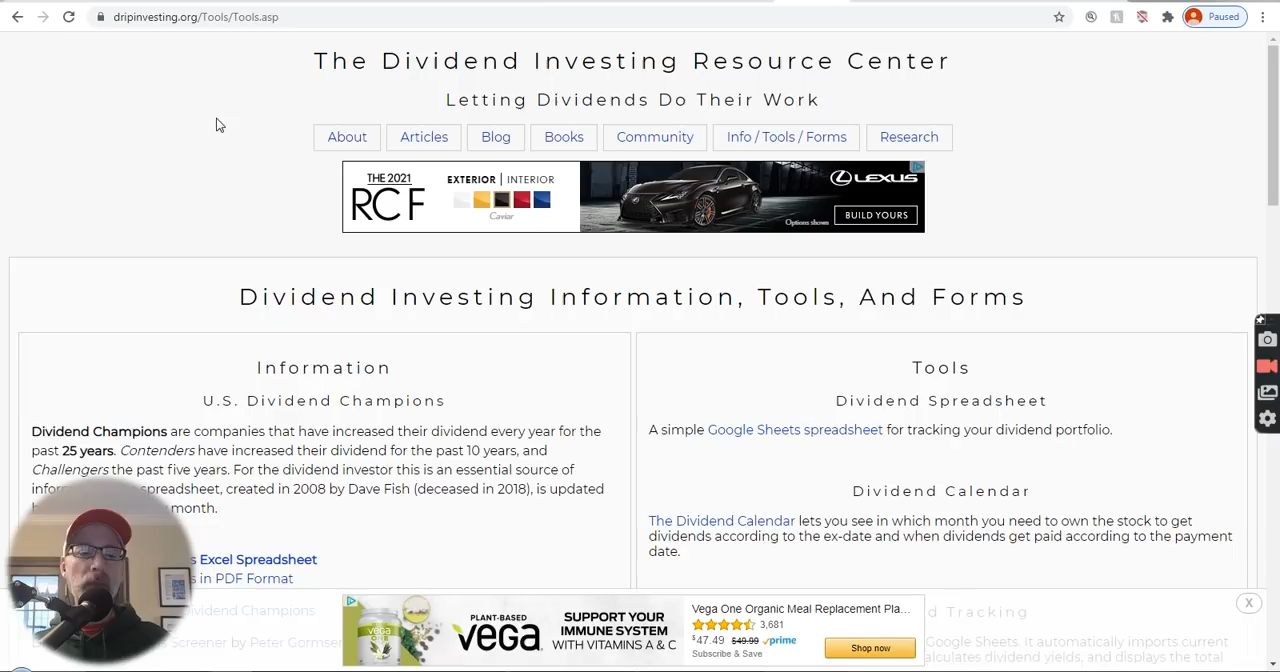 dripinvesting.org/Tools/Tools.asp
Paused
The Dividend Investing Resource Center
Letting Dividends Do Their Work
About
Articles
Blog
Books
Community
Info / Tools / Forms
Research
THE 2021
RCF
EXTERIOR | INTERIOR
Caviar
LEXUS
Options shown
BUILD YOURS
Dividend Investing Information, Tools, And Forms
Information
U.S. Dividend Champions
Dividend Champions are companies that have increased their dividend every year for the
past 25 years. Contenders have increased their dividend for the past 10 years, and
Challengers the past five years. For the dividend investor this is an essential source of
spreadsheet, created in 2008 by Dave Fish (deceased in 2018), is updated
month.
s Excel Spreadsheet
s in PDF Format
Dividend Champions
Screener by Peter Gormsen
Tools
Dividend Spreadsheet
A simple Google Sheets spreadsheet for tracking your dividend portfolio.
Dividend Calendar
The Dividend Calendar lets you see in which month you need to own the stock to get
dividends according to the ex-date and when dividends get paid according to the payment
date.
d Tracking
Google Sheets. It automatically imports current
alculates dividend yields, and displays the total
vega
PLANT-BASED
vega
SUPPORT YOUR
IMMUNE SYSTEM
WITH VITAMINS A & C
Vega One Organic Meal Replacement Pla...
3,681
$47.49 $49.99 prime
Subscribe & Save
Shop now
X